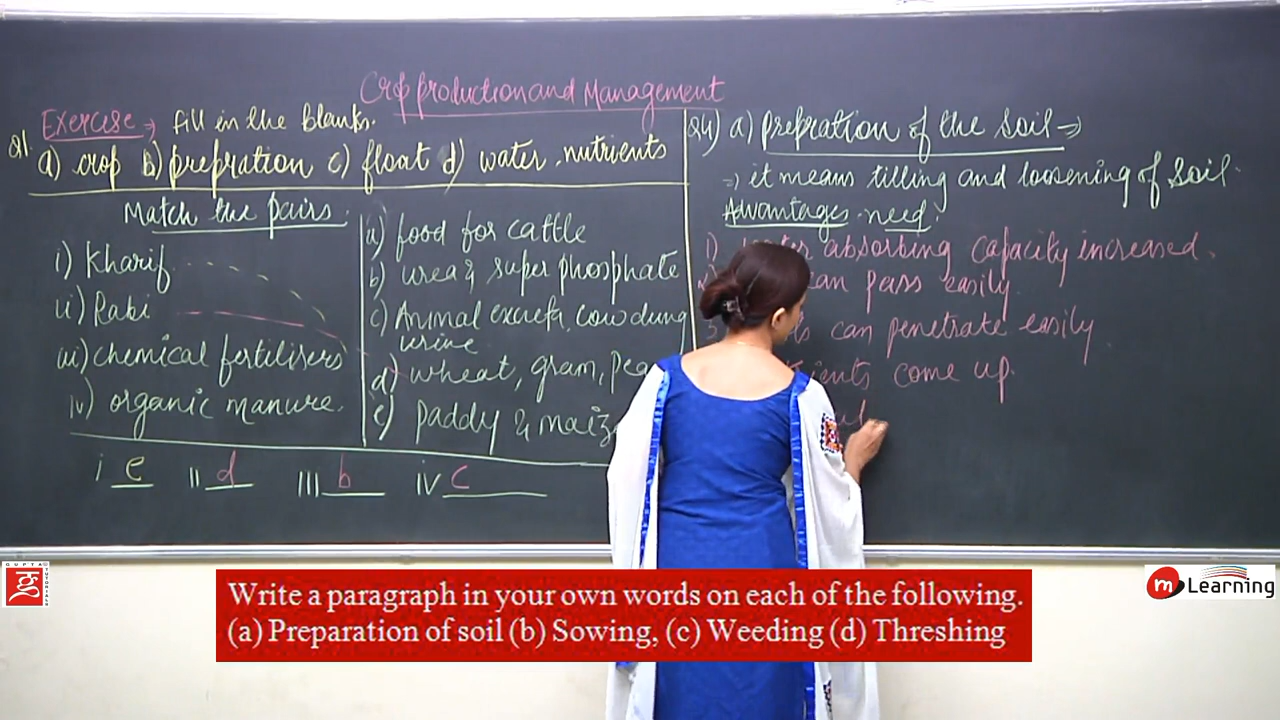 Crop production and Management
Exercise → fill in the blanks.
Q1. a) crop b) prepration c) float d) water, nutrients
Match the pairs.
i) Kharif
ii) Rabi
iii) chemical fertilisers
iv) organic manure.
a) food for cattle
b) urea & super phosphate
c) Animal excreta, cow dung
urine
d) wheat, gram, pea
e) paddy & maiz
i e ii d iii b iv c
Q4) a) prepration of the soil →
→ it means tilling and loosening of soil.
Advantages. need.
1) absorbing capacity increased.
can pass easily.
3 can penetrate easily
come up.
Write a paragraph in your own words on each of the following.
(a) Preparation of soil (b) Sowing, (c) Weeding (d) Threshing
GUPTA TUTORIALS
m Learning